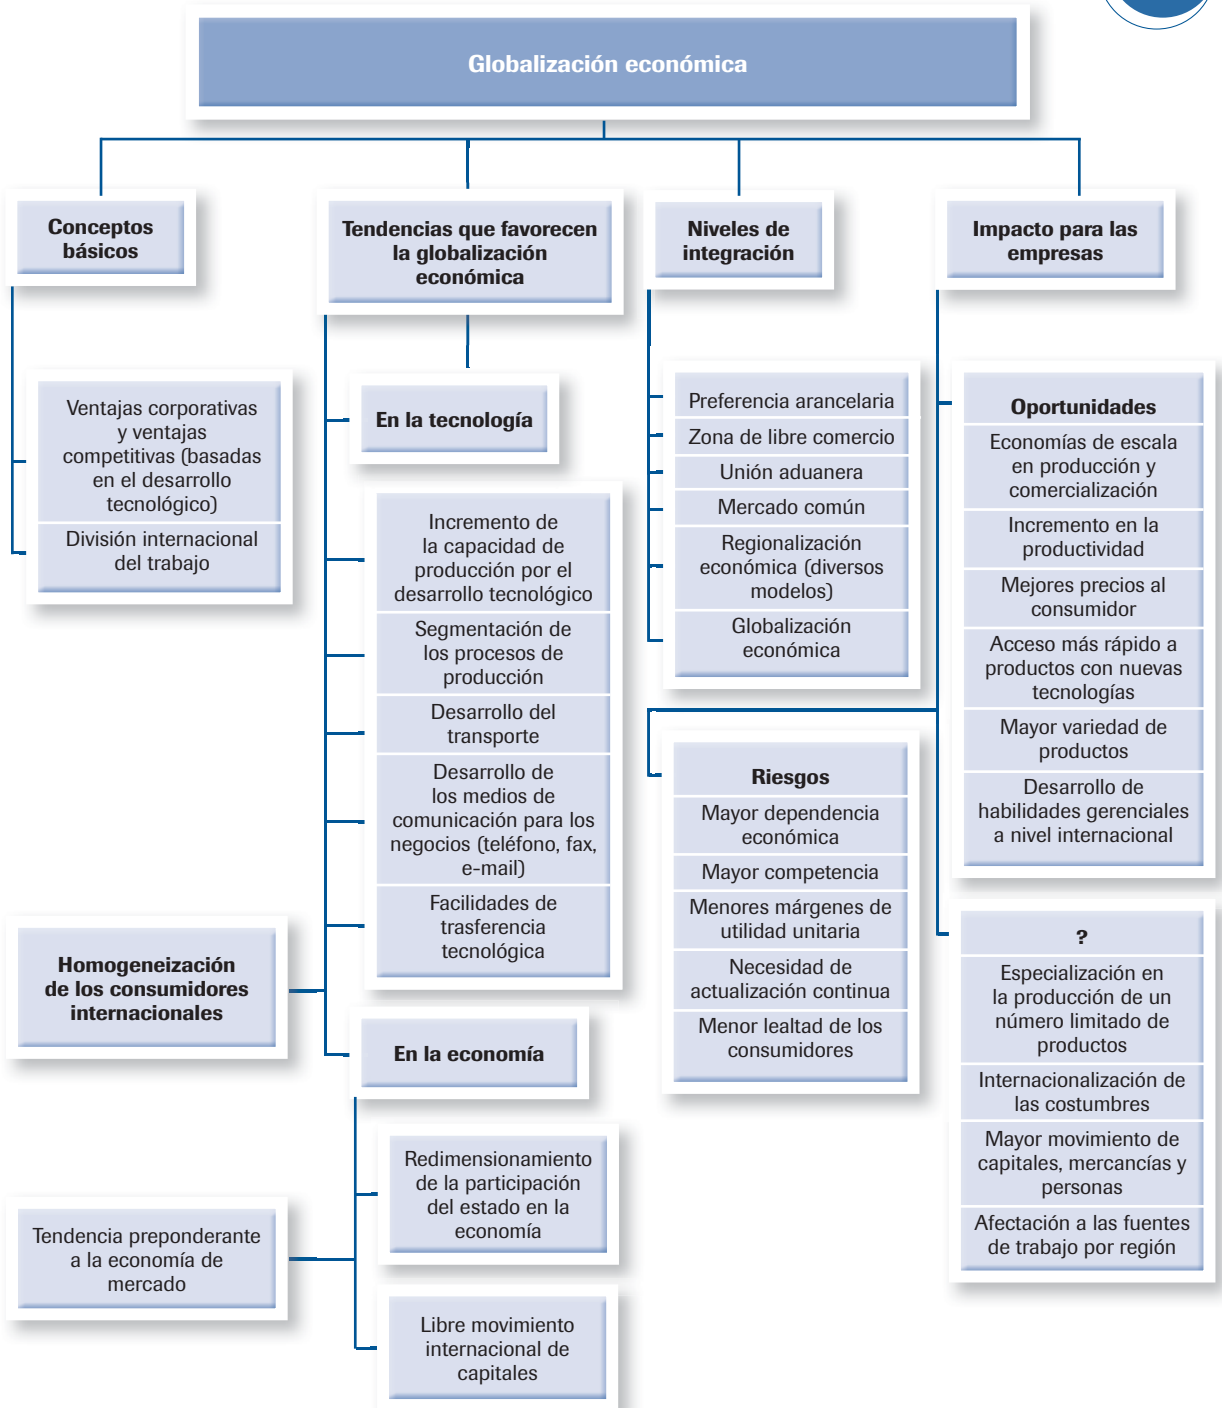 Globalización económica
Conceptos
básicos
Ventajas corporativas
y ventajas
competitivas (basadas
en el desarrollo
tecnológico)
División internacional
del trabajo
Tendencias que favorecen
la globalización
económica
En la tecnología
Incremento de
la capacidad de
producción por el
desarrollo tecnológico
Segmentación de
los procesos de
producción
Desarrollo del
transporte
Desarrollo de
los medios de
comunicación para los
negocios (teléfono, fax,
e-mail)
Facilidades de
trasferencia
tecnológica
Homogeneización
de los consumidores
internacionales
En la economía
Redimensionamiento
de la participación
del estado en la
economía
Tendencia preponderante
a la economía de
mercado
Libre movimiento
internacional de
capitales
Niveles de
integración
Preferencia arancelaria
Zona de libre comercio
Unión aduanera
Mercado común
Regionalización
económica (diversos
modelos)
Globalización
económica
Impacto para las
empresas
Oportunidades
Economías de escala
en producción y
comercialización
Incremento en la
productividad
Mejores precios al
consumidor
Acceso más rápido a
productos con nuevas
tecnologías
Mayor variedad de
productos
Desarrollo de
habilidades gerenciales
a nivel internacional
Riesgos
Mayor dependencia
económica
Mayor competencia
Menores márgenes de
utilidad unitaria
Necesidad de
actualización continua
Menor lealtad de los
consumidores
?
Especialización en
la producción de un
número limitado de
productos
Internacionalización de
las costumbres
Mayor movimiento de
capitales, mercancías y
personas
Afectación a las fuentes
de trabajo por región